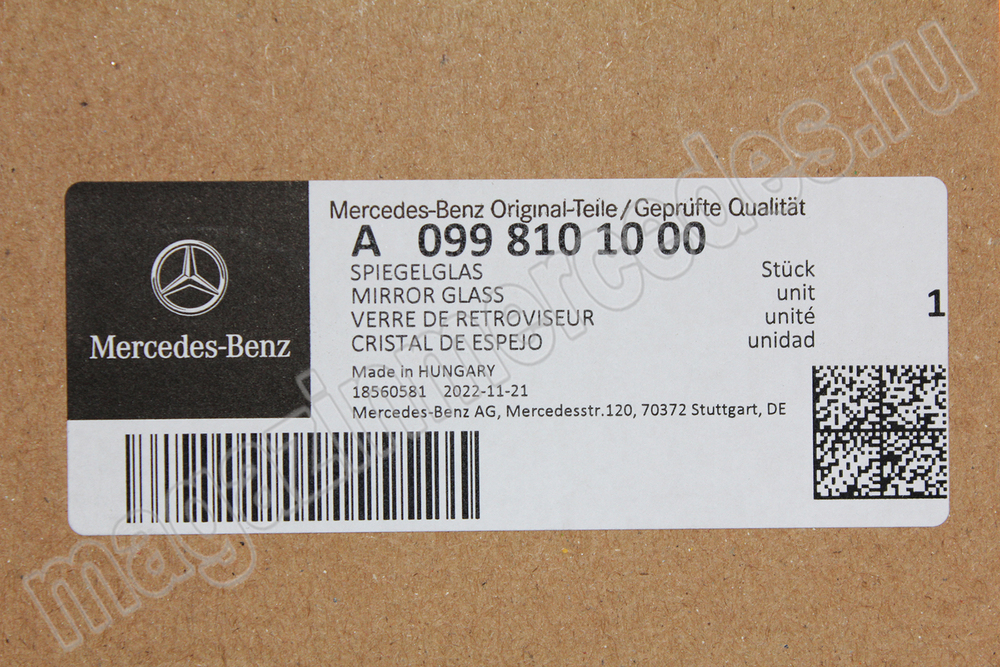 Mercedes-Benz Original-Teile/Geprüfte Qualität
A 099 810 10 00
SPIEGELGLAS Stück
MIRROR GLASS unit
VERRE DE RETROVISEUR unité
CRISTAL DE ESPEJO unidad
1
Made in HUNGARY
18560581 2022-11-21
Mercedes-Benz AG, Mercedesstr.120, 70372 Stuttgart, DE
Mercedes-Benz
magazinmercedes.ru